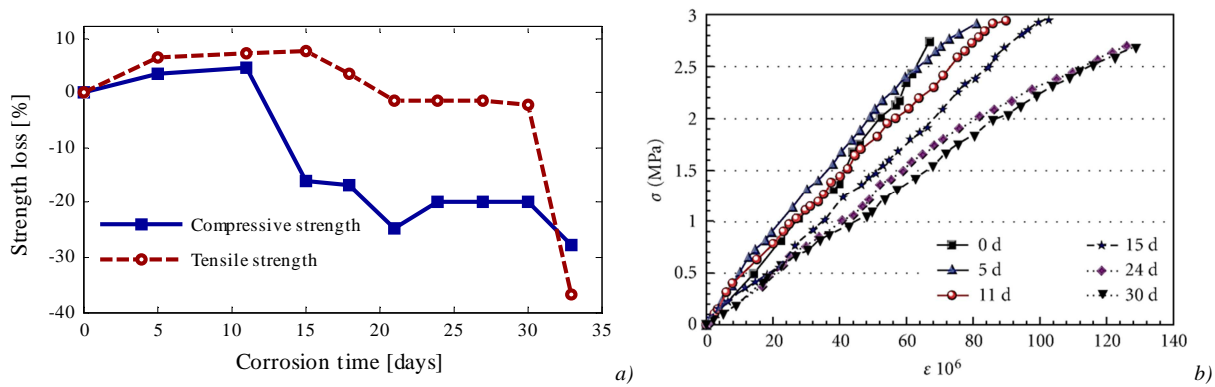 10
0
-10
-20
-30
-40
Strength loss [%]
Compressive strength
Tensile strength
0 5 10 15 20 25 30 35
Corrosion time [days]
a)
3
2.5
2
1.5
1
0.5
0
σ (MPa)
0 d 15 d
5 d 24 d
11 d 30 d
0 20 40 60 80 100 120 140
ε 10⁶
b)